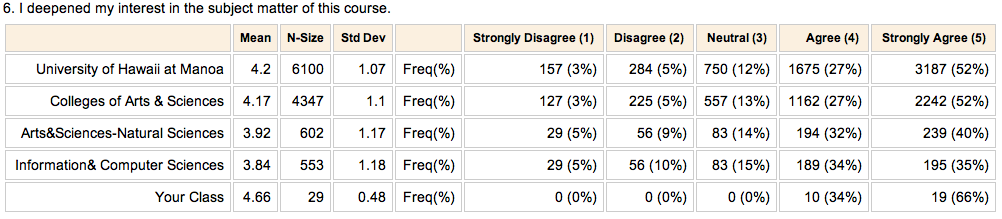 6. I deepened my interest in the subject matter of this course.
Mean N-Size Std Dev Strongly Disagree (1) Disagree (2) Neutral (3) Agree (4) Strongly Agree (5)
University of Hawaii at Manoa 4.2 6100 1.07 Freq(%) 157 (3%) 284 (5%) 750 (12%) 1675 (27%) 3187 (52%)
Colleges of Arts & Sciences 4.17 4347 1.1 Freq(%) 127 (3%) 225 (5%) 557 (13%) 1162 (27%) 2242 (52%)
Arts&Sciences-Natural Sciences 3.92 602 1.17 Freq(%) 29 (5%) 56 (9%) 83 (14%) 194 (32%) 239 (40%)
Information& Computer Sciences 3.84 553 1.18 Freq(%) 29 (5%) 56 (10%) 83 (15%) 189 (34%) 195 (35%)
Your Class 4.66 29 0.48 Freq(%) 0 (0%) 0 (0%) 0 (0%) 10 (34%) 19 (66%)